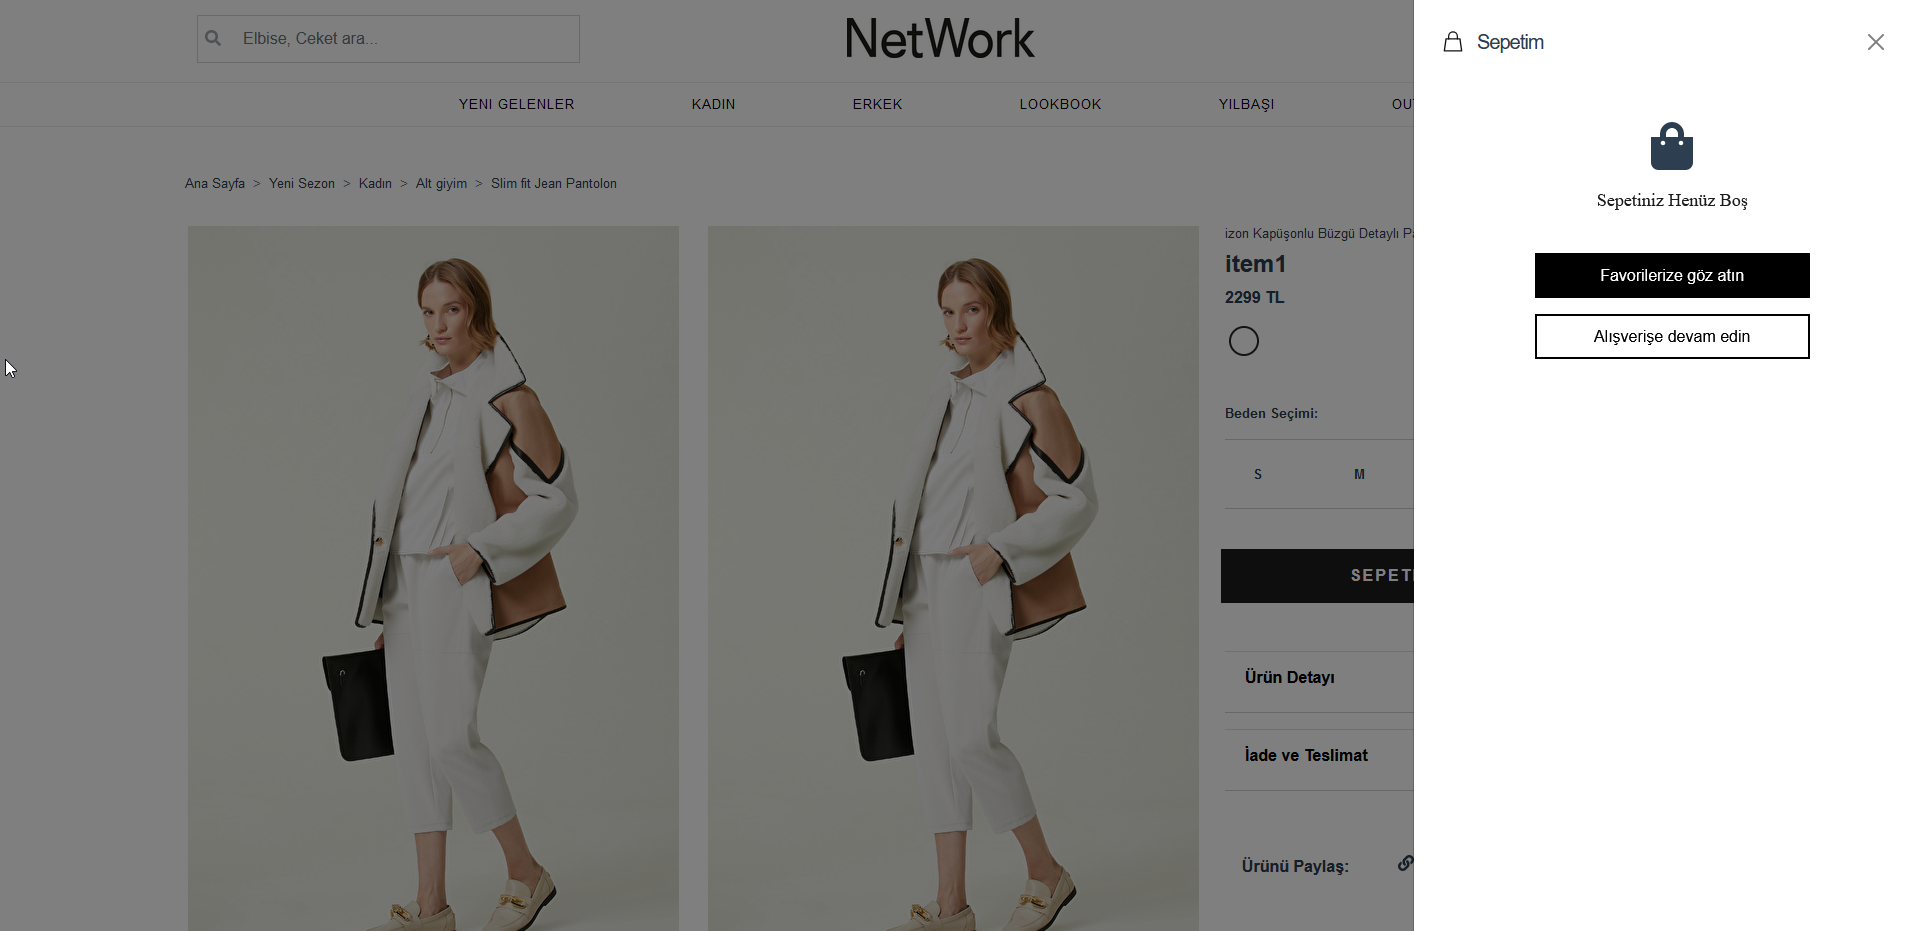 Elbise, Ceket ara...
NetWork
Sepetim
YENI GELENLER KADIN ERKEK LOOKBOOK YILBAŞI
Ana Sayfa > Yeni Sezon > Kadın > Alt giyim > Slim fit Jean Pantolon
Sepetiniz Henüz Boş
Favorilerize göz atın
Alışverişe devam edin
izon Kapüşonlu Büzgü Detaylı
item1
2299 TL
Beden Seçimi:
S M
Ürün Detayı
İade ve Teslimat
Ürünü Paylaş: